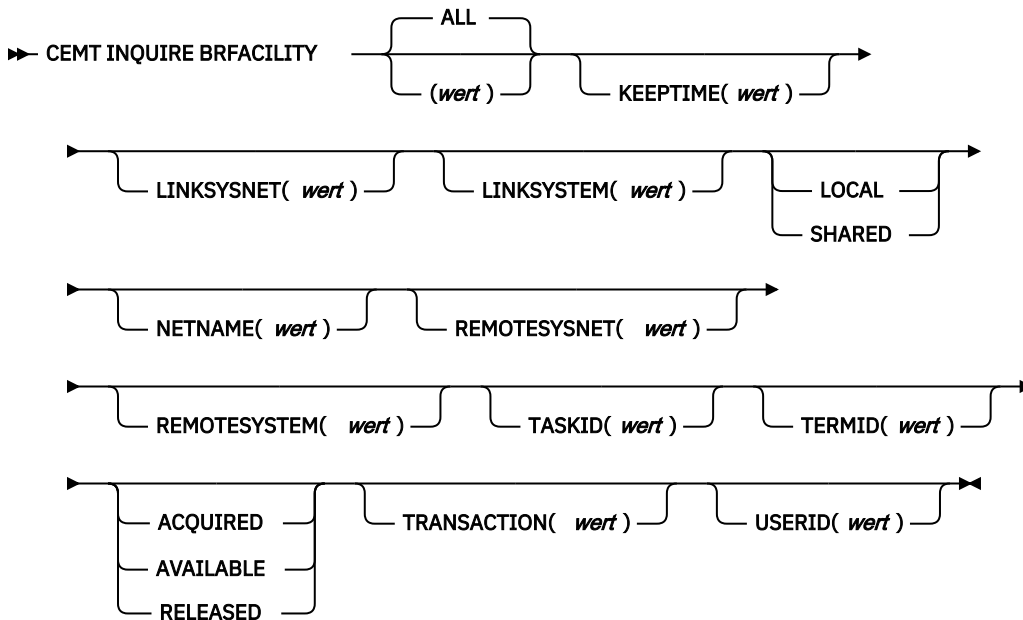 ALL
CEMT INQUIRE BRFACILITY
(wert )
KEEPTIME( wert )
LINKSYSNET( wert )
LINKSYSTEM( wert )
LOCAL
SHARED
NETNAME( wert )
REMOTESYSNET( wert )
REMOTESYSTEM( wert )
TASKID( wert )
TERMID( wert )
ACQUIRED
AVAILABLE
RELEASED
TRANSACTION( wert )
USERID( wert )